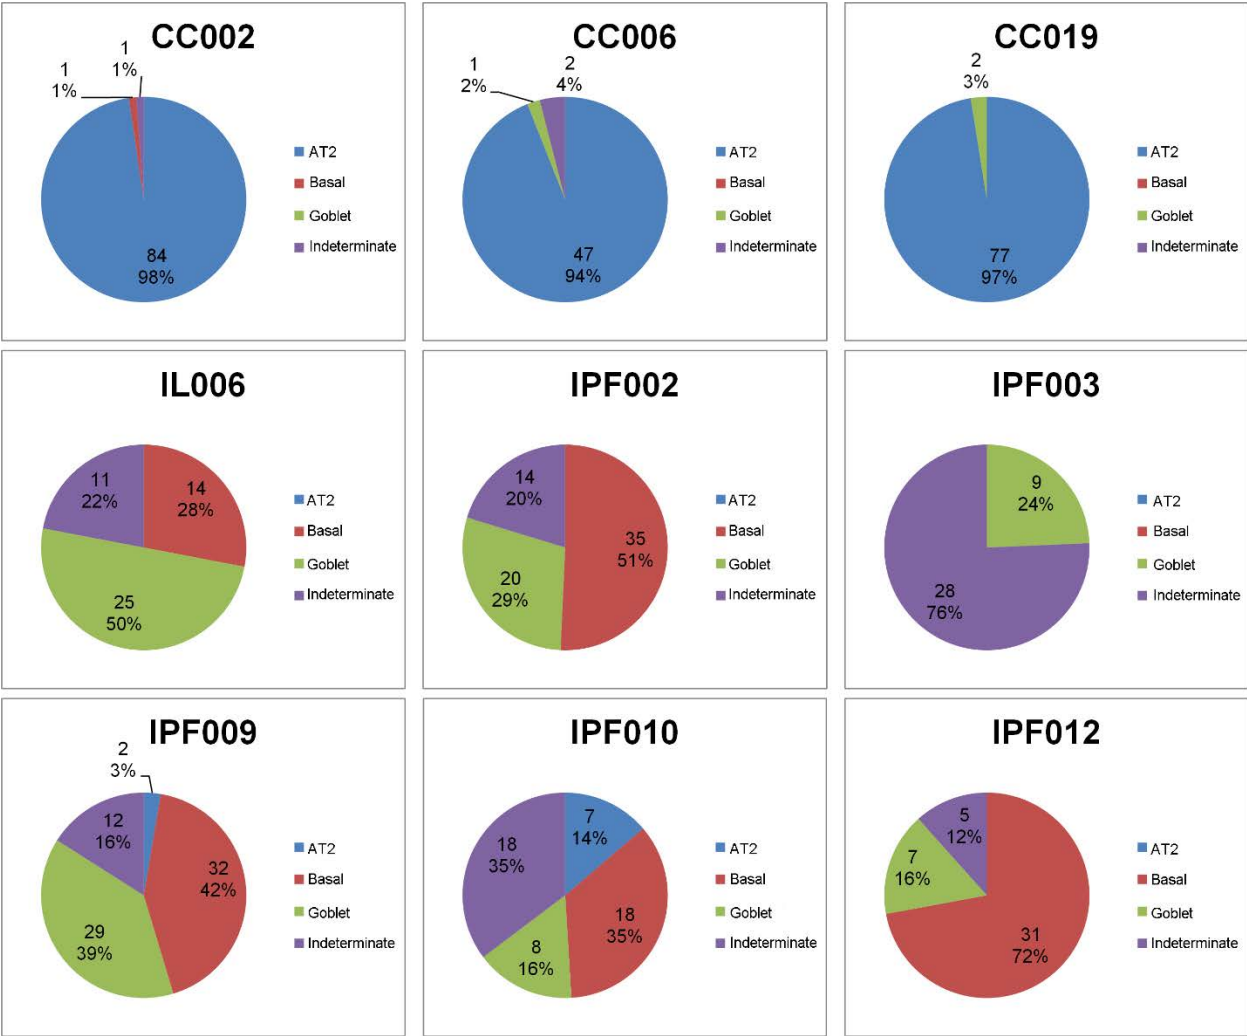 CC002
1
1%
1
1%
84
98%
AT2
Basal
Goblet
Indeterminate
CC006
1
2%
2
4%
47
94%
AT2
Basal
Goblet
Indeterminate
CC019
2
3%
77
97%
AT2
Basal
Goblet
Indeterminate
IL006
11
22%
14
28%
25
50%
AT2
Basal
Goblet
Indeterminate
IPF002
14
20%
35
51%
20
29%
AT2
Basal
Goblet
Indeterminate
IPF003
9
24%
28
76%
AT2
Basal
Goblet
Indeterminate
IPF009
2
3%
12
16%
32
42%
29
39%
AT2
Basal
Goblet
Indeterminate
IPF010
7
14%
18
35%
18
35%
8
16%
AT2
Basal
Goblet
Indeterminate
IPF012
5
12%
7
16%
31
72%
AT2
Basal
Goblet
Indeterminate